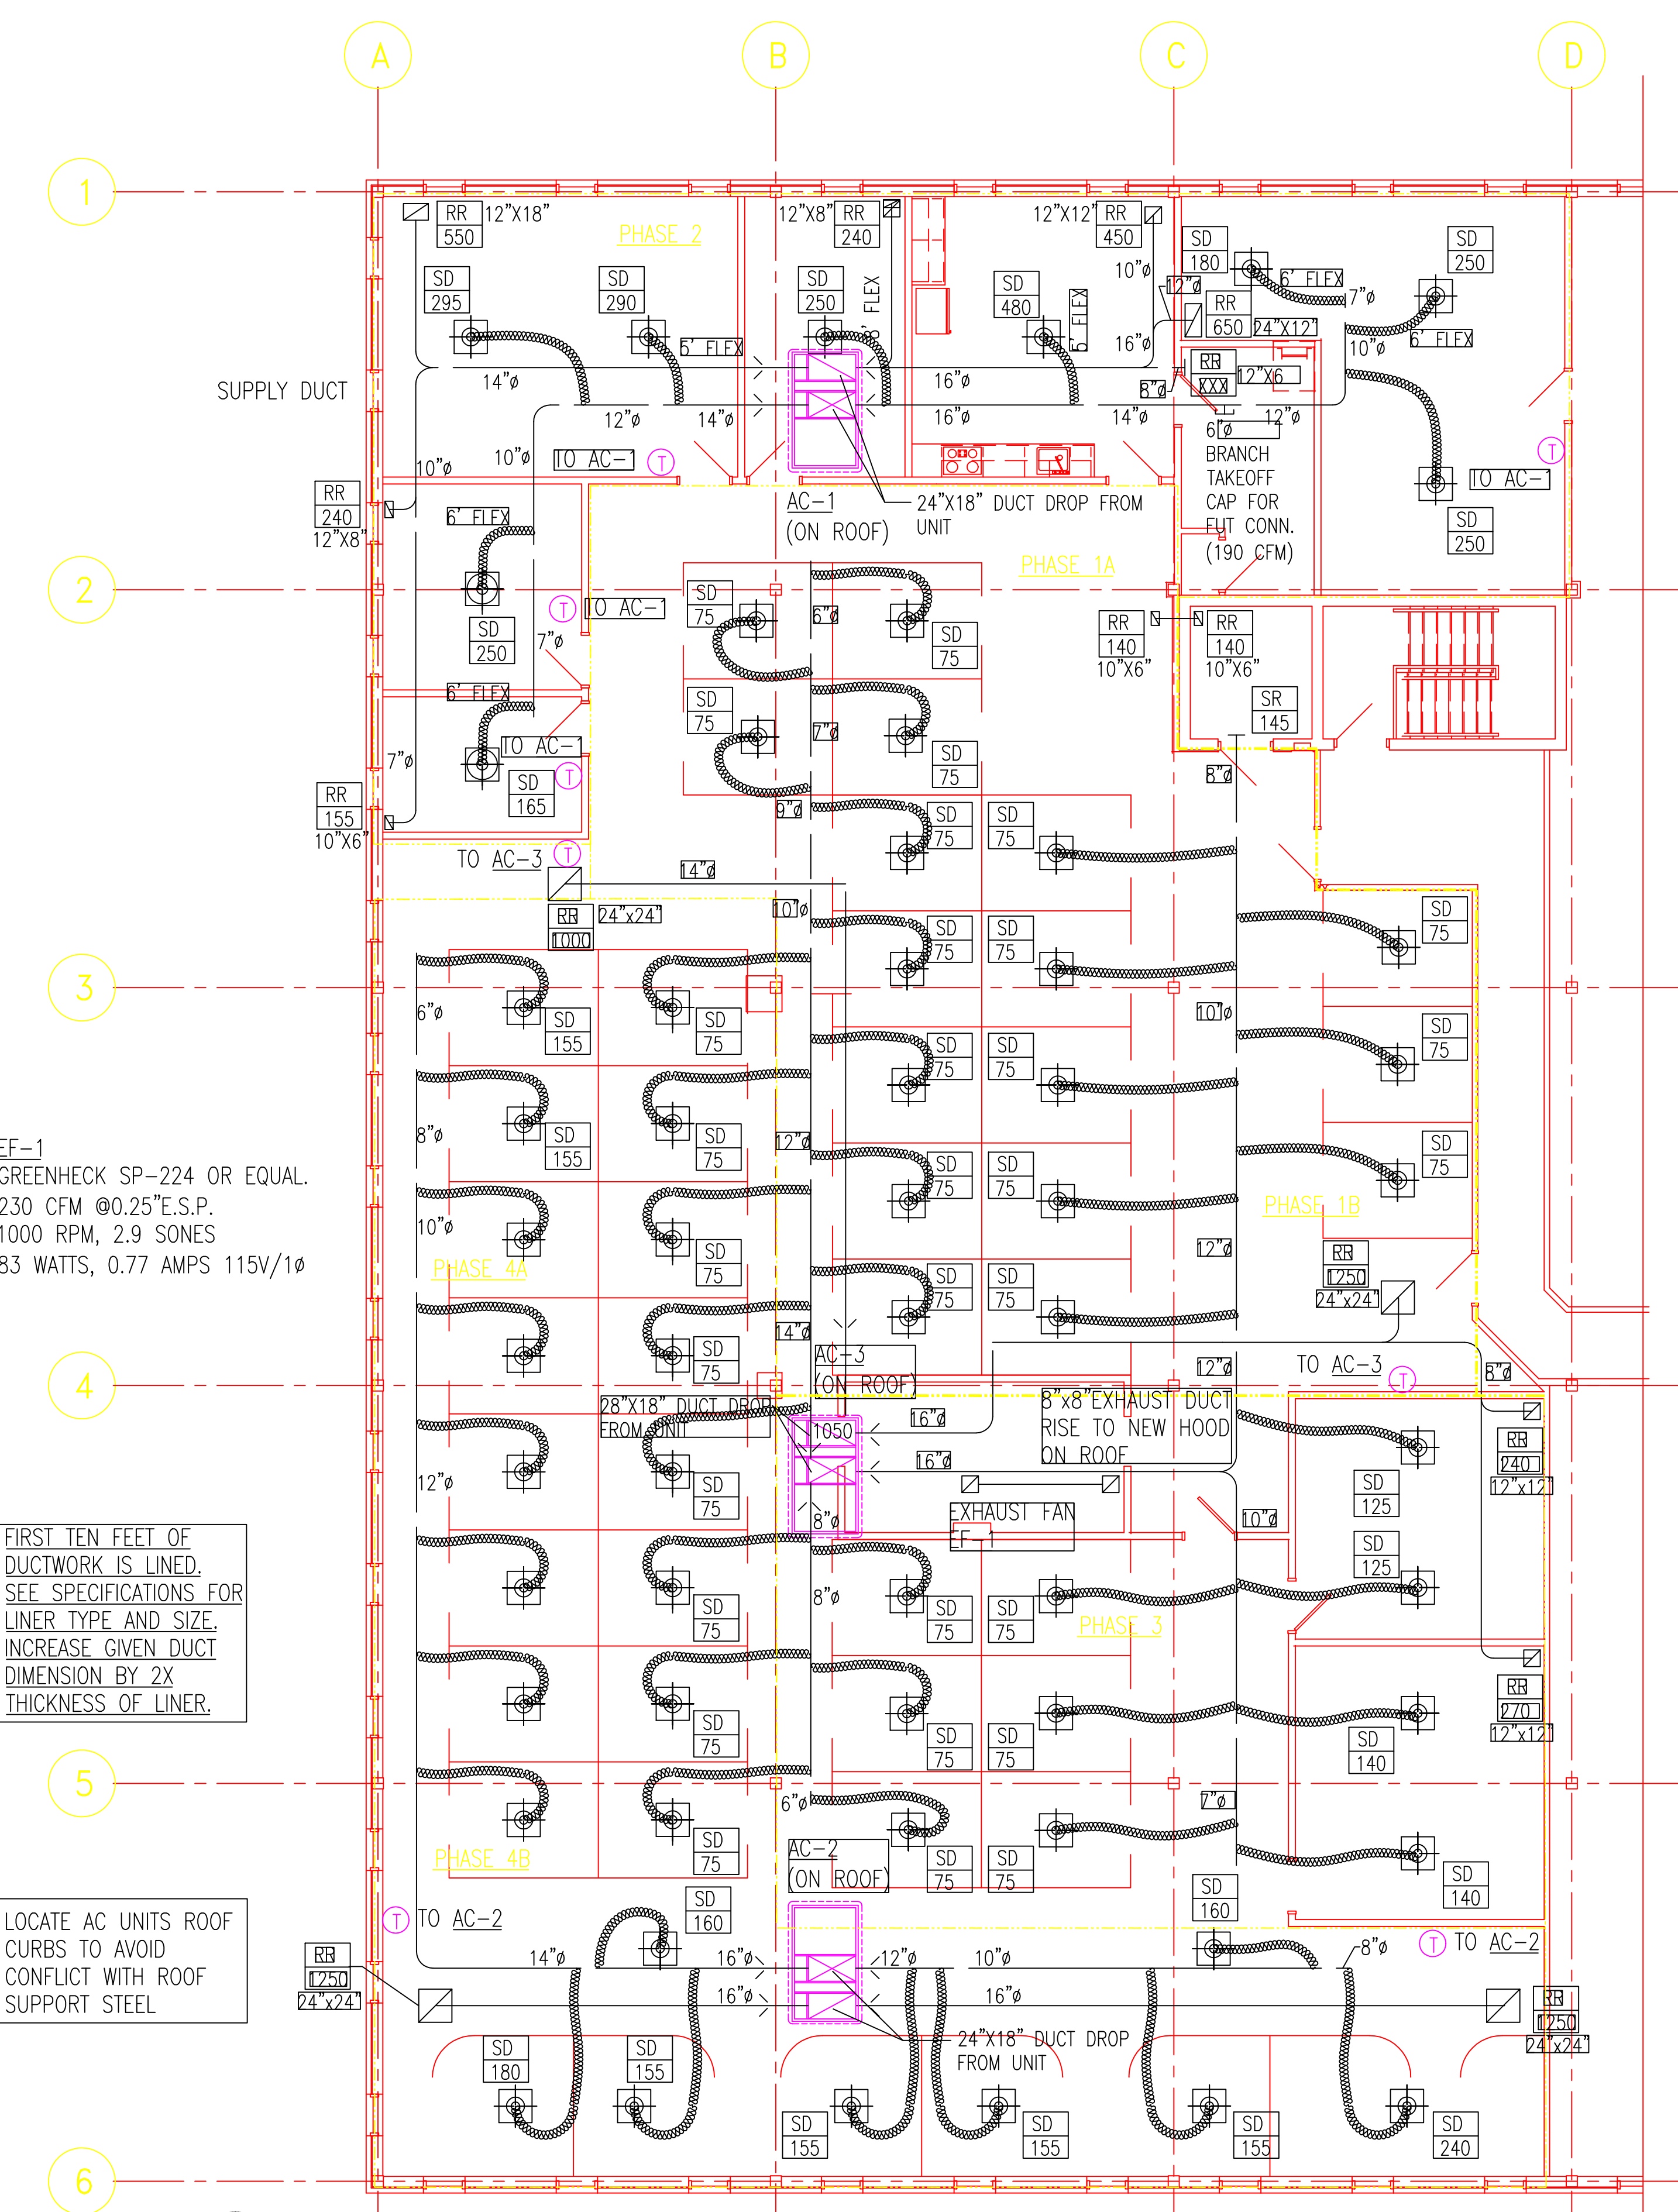 A
B
C
D
1
RR
550
12"X18"
PHASE 2
12"X8"
RR
240
12"X12"
RR
450
SD
180
SD
250
SD
295
SD
290
SD
250
8' FLEX
SD
480
5' FLEX
10"ø
12"ø
6' FLEX
7"ø
RR
650
24"X12"
16"ø
10"ø
6' FLEX
5' FLEX
SUPPLY DUCT
14"ø
16"ø
8"ø
RR
XXX
12"X6
12"ø
14"ø
16"ø
14"ø
6"ø
12"ø
BRANCH
TAKEOFF
CAP FOR
FUT CONN.
(190 CFM)
10"ø
10"ø
TO AC-1
T
T
TO AC-1
RR
240
12"X8"
6' FLEX
AC-1
(ON ROOF)
24"X18" DUCT DROP FROM
UNIT
SD
250
PHASE 1A
2
T
TO AC-1
SD
250
7"ø
SD
75
6"ø
SD
75
RR
140
10"X6"
RR
140
10"X6"
6' FLEX
SD
75
7"ø
SD
75
SR
145
TO AC-1
T
7"ø
SD
165
8"ø
RR
155
10"X6"
9"ø
SD
75
SD
75
TO AC-3
T
14"ø
RR
1000
24"x24"
10"ø
SD
75
SD
75
SD
75
3
6"ø
SD
155
SD
75
10"ø
SD
75
SD
75
SD
75
8"ø
SD
155
SD
75
12"ø
SD
75
SD
75
SD
75
EF-1
GREENHECK SP-224 OR EQUAL.
230 CFM @0.25"E.S.P.
1000 RPM, 2.9 SONES
83 WATTS, 0.77 AMPS 115V/1ø
10"ø
PHASE 4A
SD
75
PHASE 1B
12"ø
SD
75
SD
75
RR
1250
24"x24"
14"ø
SD
75
AC-3
(ON ROOF)
12"ø
TO AC-3
T
8"ø
4
28"X18" DUCT DROP
FROM UNIT
1050
16"ø
16"ø
8"x8"EXHAUST DUCT
RISE TO NEW HOOD
ON ROOF
RR
240
12"x12"
12"ø
SD
75
SD
125
8"ø
EXHAUST FAN
EF-1
10"ø
SD
125
FIRST TEN FEET OF
DUCTWORK IS LINED.
SEE SPECIFICATIONS FOR
LINER TYPE AND SIZE.
INCREASE GIVEN DUCT
DIMENSION BY 2X
THICKNESS OF LINER.
SD
75
8"ø
SD
75
SD
75
PHASE 3
RR
270
12"x12"
SD
75
SD
75
SD
75
SD
140
5
6"ø
7"ø
SD
75
PHASE 4B
AC-2
(ON ROOF)
SD
75
SD
75
SD
140
LOCATE AC UNITS ROOF
CURBS TO AVOID
CONFLICT WITH ROOF
SUPPORT STEEL
T
TO AC-2
SD
160
SD
160
T
TO AC-2
RR
1250
24"x24"
14"ø
16"ø
12"ø
10"ø
8"ø
16"ø
16"ø
RR
1250
24"x24"
24"X18" DUCT DROP
FROM UNIT
SD
180
SD
155
SD
155
SD
155
SD
155
SD
240
6